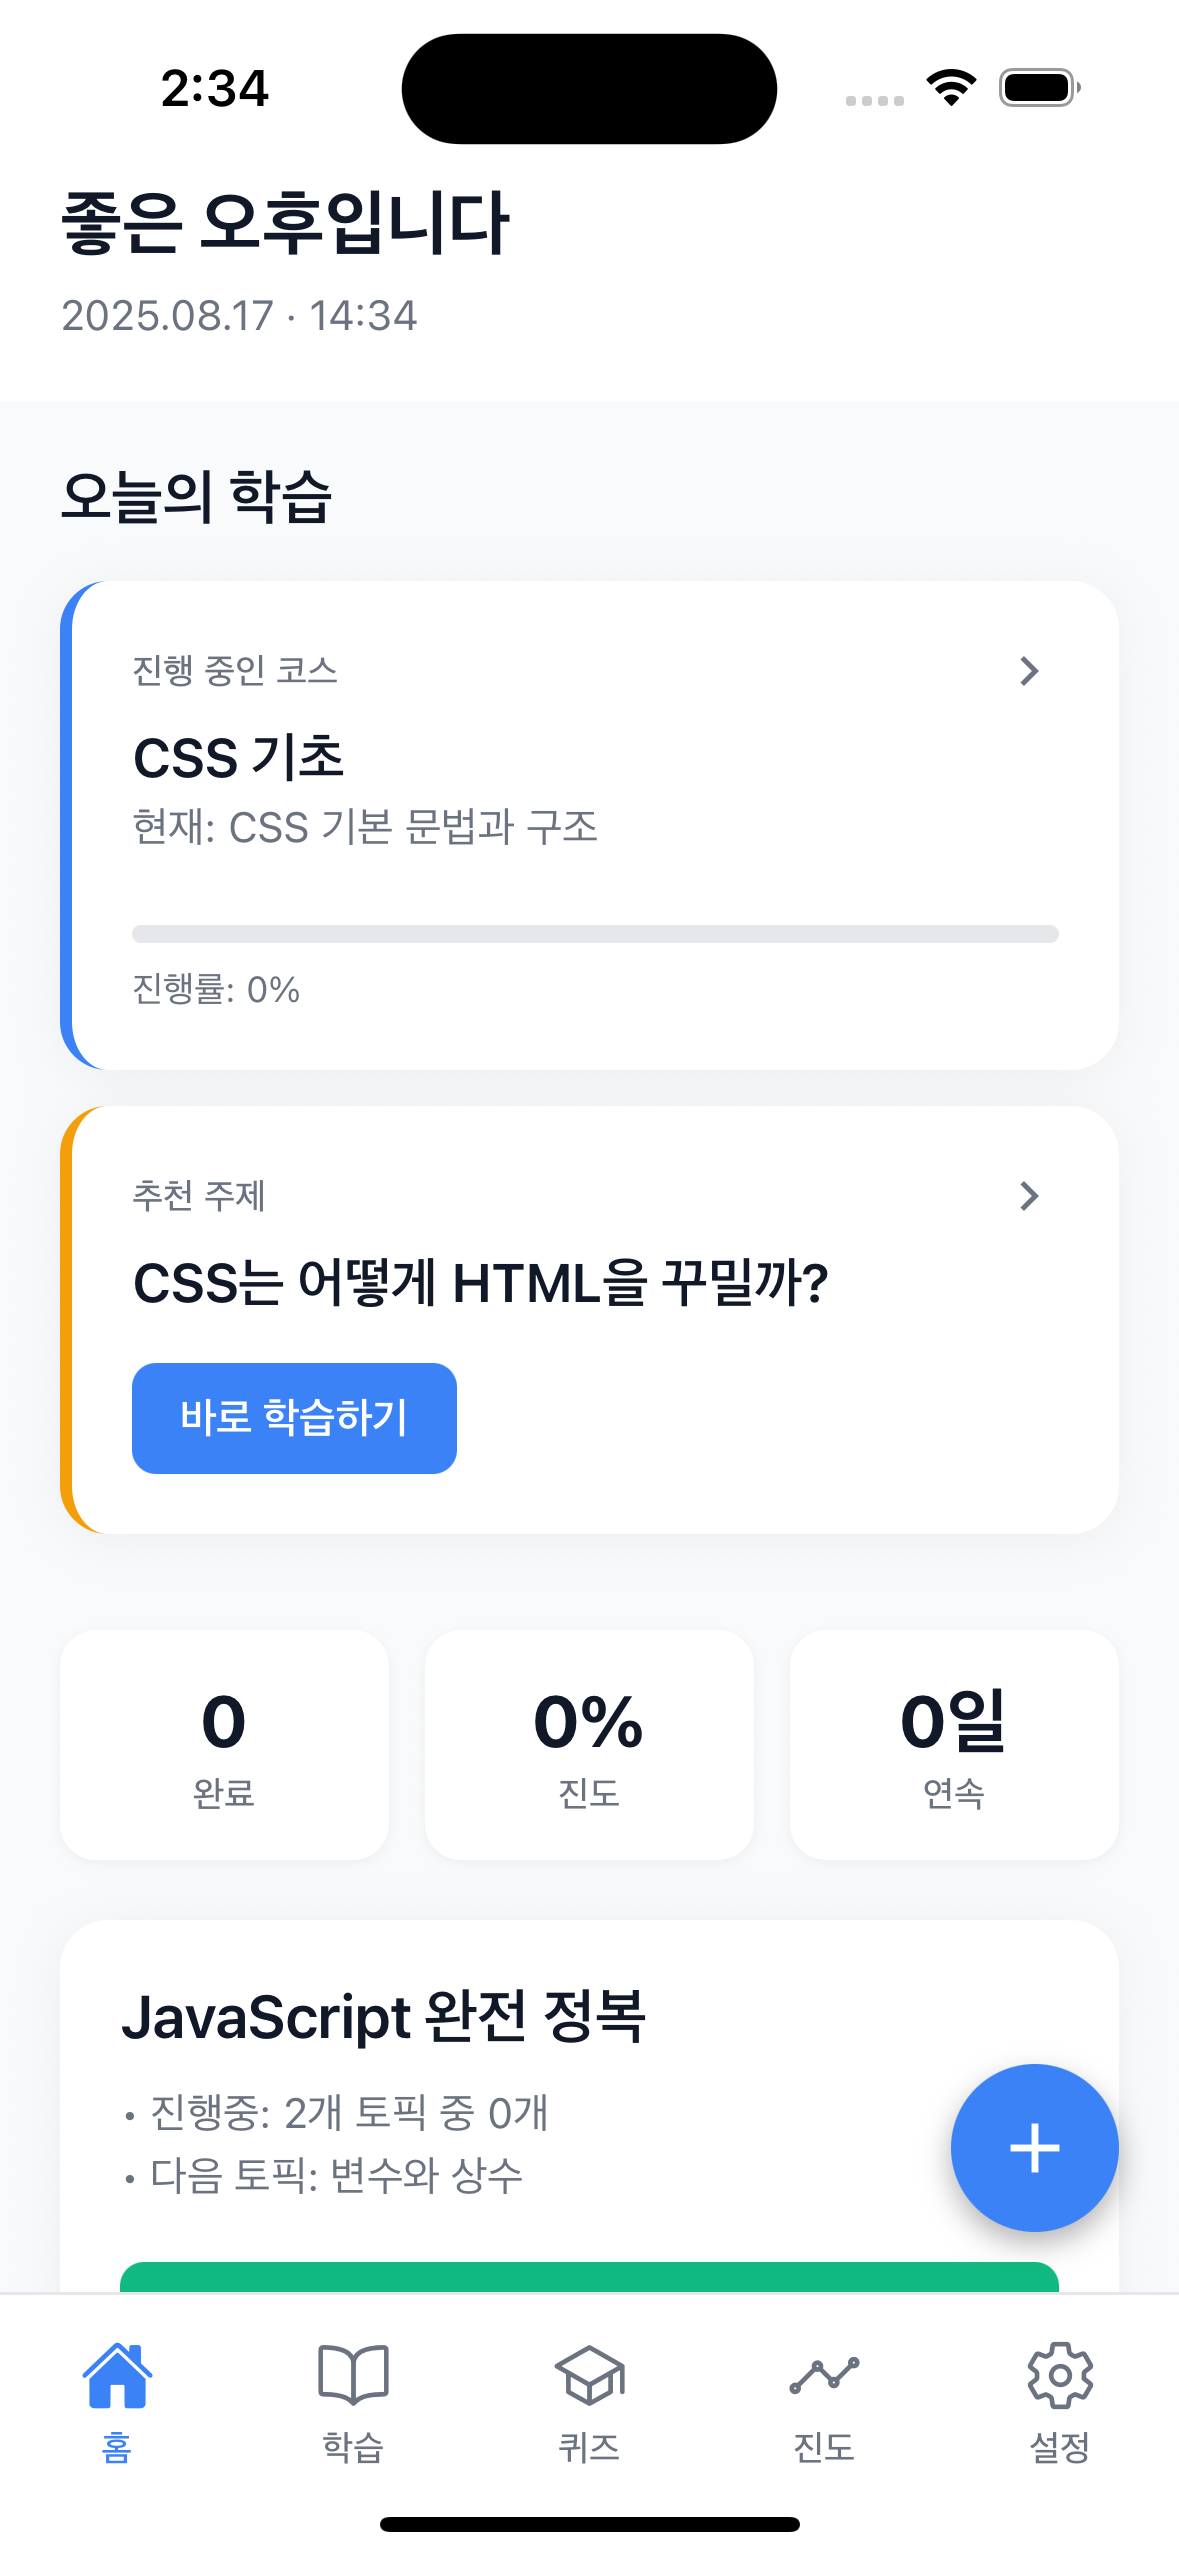 2:34
좋은 오후입니다
2025.08.17 · 14:34
오늘의 학습
진행 중인 코스
CSS 기초
현재: CSS 기본 문법과 구조
진행률: 0%
추천 주제
CSS는 어떻게 HTML을 꾸밀까?
바로 학습하기
0
완료
0%
진도
0일
연속
JavaScript 완전 정복
• 진행중: 2개 토픽 중 0개
• 다음 토픽: 변수와 상수
홈
학습
퀴즈
진도
설정